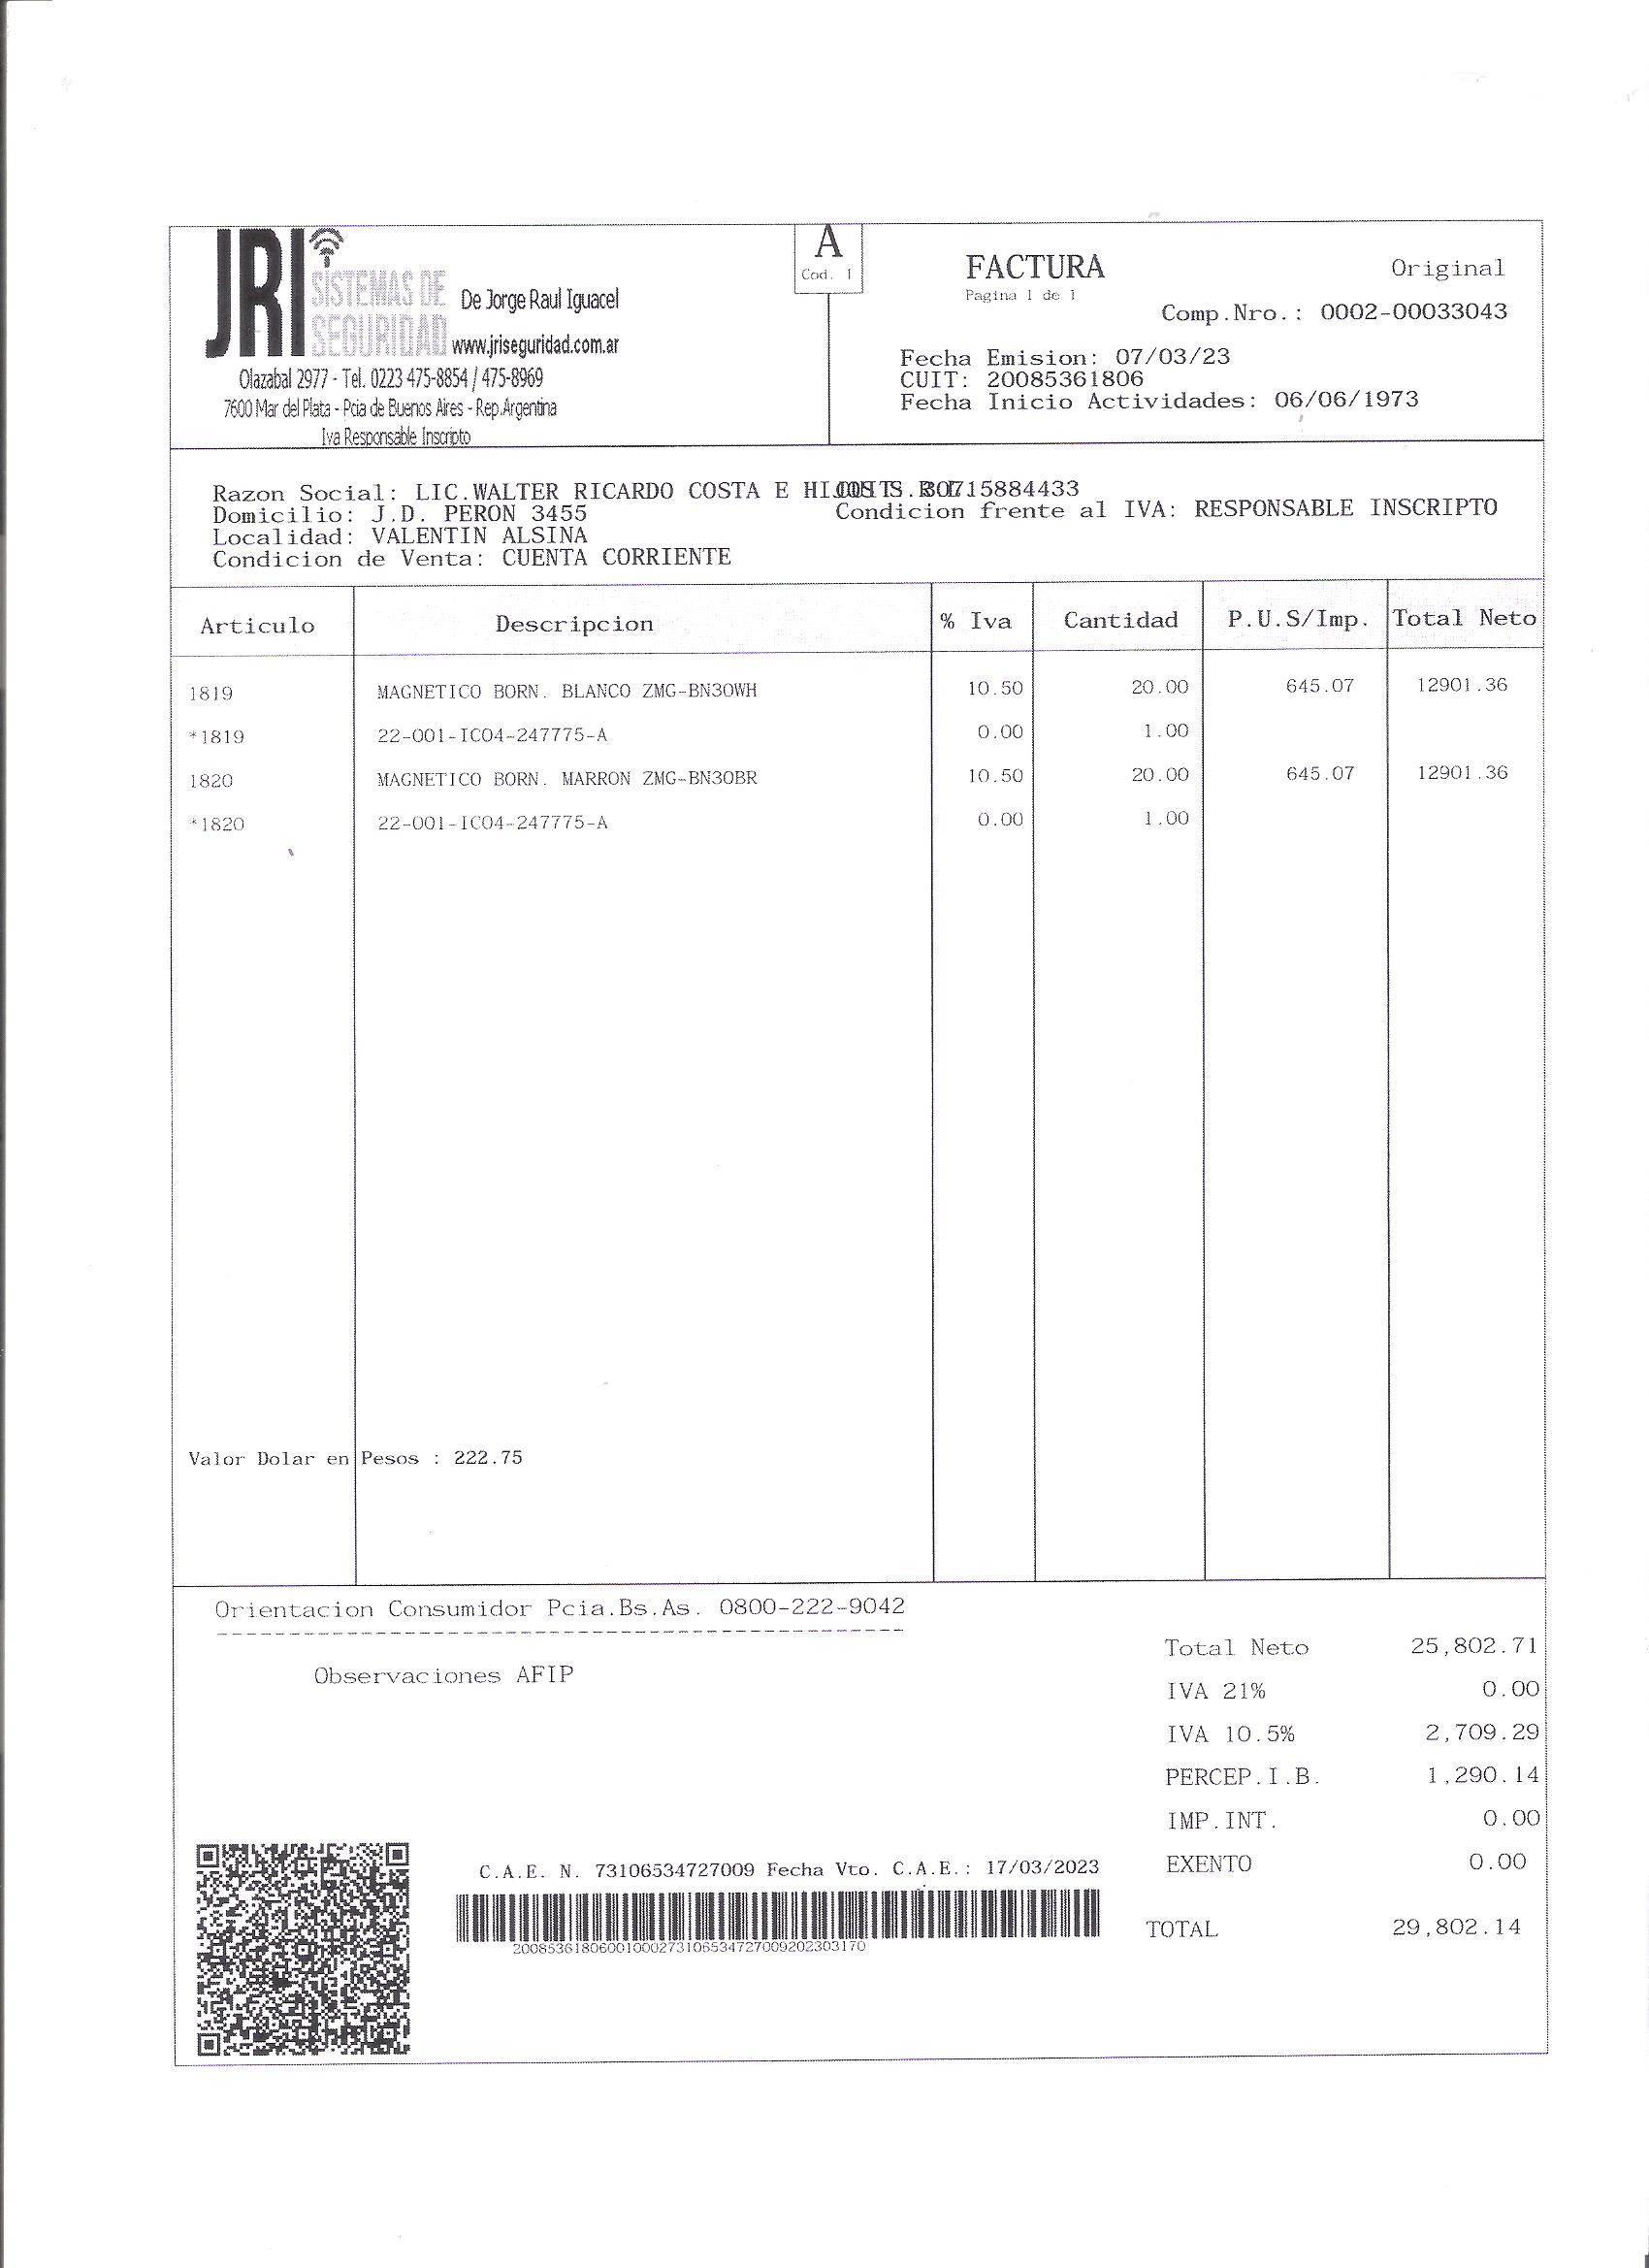 JRI SISTEMAS DE SEGURIDAD
De Jorge Raul Iguacel
www.jriseguridad.com.ar
Olazabal 2977 - Tel. 0223 475-8854 / 475-8969
7600 Mar del Plata - Pcia de Buenos Aires - Rep.Argentina
Iva Responsable Inscripto
A
Cod. 1
FACTURA
Original
Pagina 1 de 1
Comp.Nro.: 0002-00033043
Fecha Emision: 07/03/23
CUIT: 20085361806
Fecha Inicio Actividades: 06/06/1973
Razon Social: LIC.WALTER RICARDO COSTA E 715884433
Domicilio: J.D. PERON 3455 Condicion frente al IVA: RESPONSABLE INSCRIPTO
Localidad: VALENTIN ALSINA
Condicion de Venta: CUENTA CORRIENTE
Articulo Descripcion % Iva Cantidad P.U.S/Imp. Total Neto
1819 MAGNETICO BORN. BLANCO ZMG-BN30WH 10.50 20.00 645.07 12901.36
*1819 22-001-IC04-247775-A 0.00 1.00
1820 MAGNETICO BORN. MARRON ZMG-BN30BR 10.50 20.00 645.07 12901.36
*1820 22-001-IC04-247775-A 0.00 1.00
Valor Dolar en Pesos : 222.75
Orientacion Consumidor Pcia.Bs.As. 0800-222-9042
Observaciones AFIP
Total Neto 25,802.71
IVA 21% 0.00
IVA 10.5% 2,709.29
PERCEP.I.B. 1,290.14
IMP.INT. 0.00
EXENTO 0.00
TOTAL 29,802.14
C.A.E. N. 73106534727009 Fecha Vto. C.A.E.: 17/03/2023
2008536180600100027310653472700920230317​0